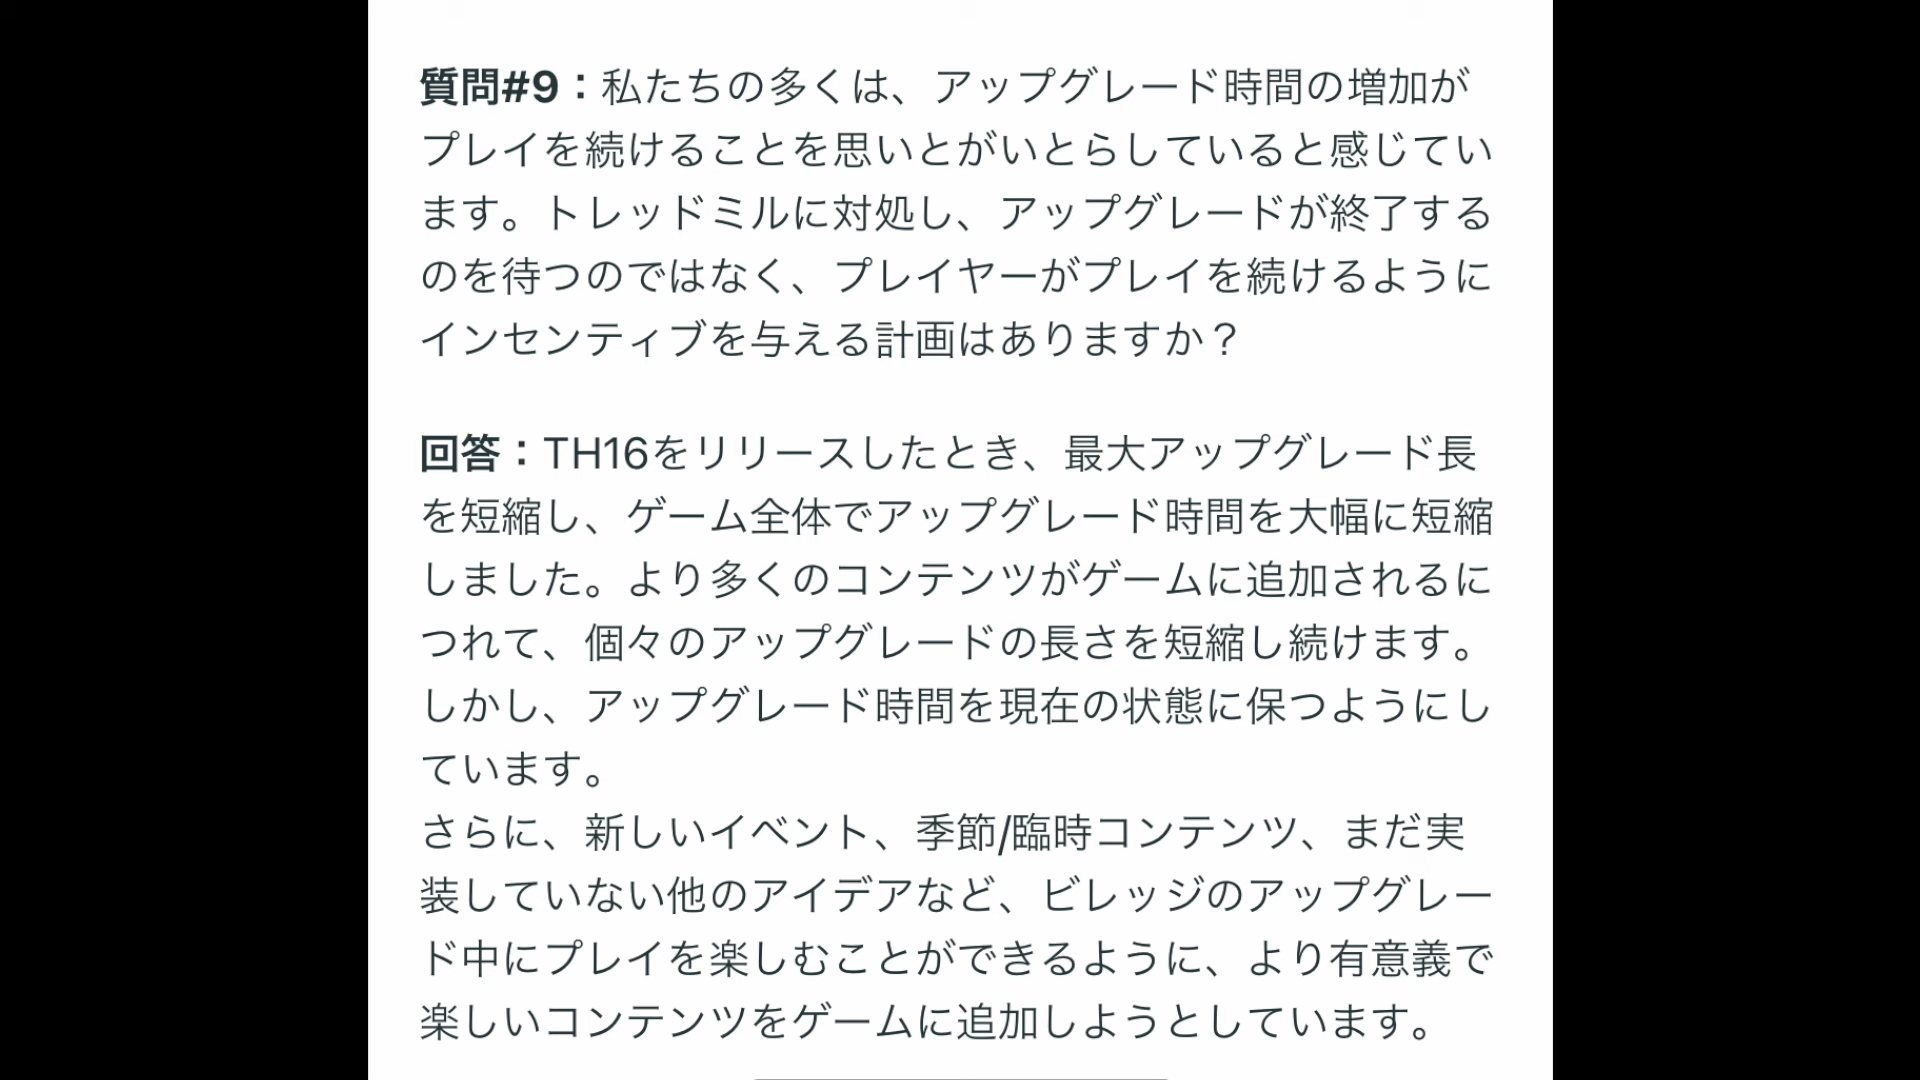 質問#9：私たちの多くは、アップグレード時間の増加が
プレイを続けることを思いとがいとらしていると感じてい
ます。トレッドミルに対処し、アップグレードが終了する
のを待つのではなく、プレイヤーがプレイを続けるように
インセンティブを与える計画はありますか？
回答：TH16をリリースしたとき、最大アップグレード長
を短縮し、ゲーム全体でアップグレード時間を大幅に短縮
しました。より多くのコンテンツがゲームに追加されるに
つれて、個々のアップグレードの長さを短縮し続けます。
しかし、アップグレード時間を現在の状態に保つようにし
ています。
さらに、新しいイベント、季節/臨時コンテンツ、まだ実
装していない他のアイデアなど、ビレッジのアップグレー
ド中にプレイを楽しむことができるように、より有意義で
楽しいコンテンツをゲームに追加しようとしています。